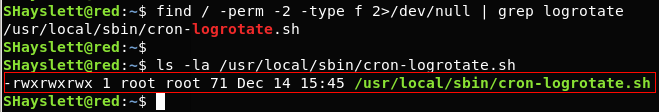 SHayslett@red:~$ find / -perm -2 -type f 2>/dev/null | grep logrotate
/usr/local/sbin/cron-logrotate.sh
SHayslett@red:~$
SHayslett@red:~$ ls -la /usr/local/sbin/cron-logrotate.sh
-rwxrwxrwx 1 root root 71 Dec 14 15:45 /usr/local/sbin/cron-logrotate.sh
SHayslett@red:~$